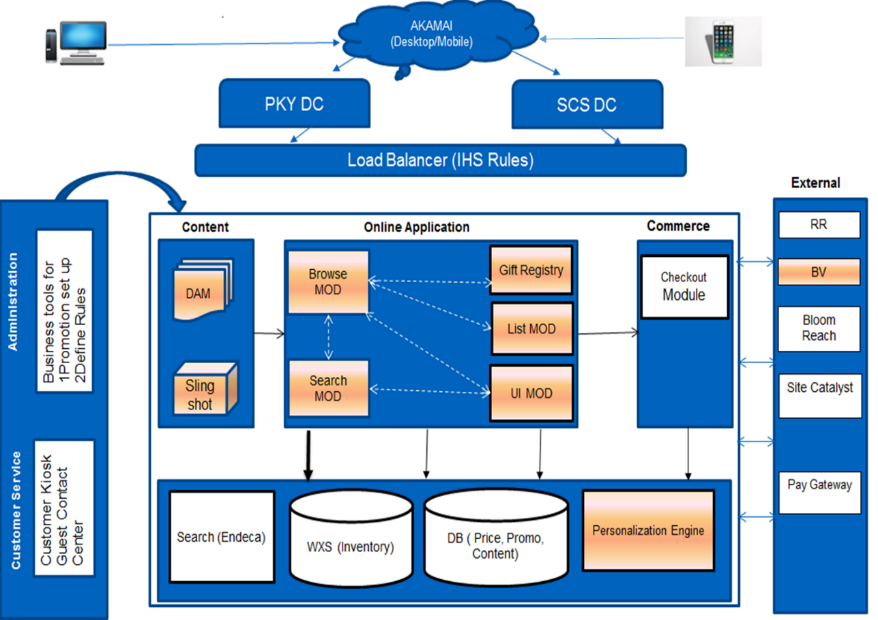 AKAMAI
(Desktop/Mobile)
PKY DC
SCS DC
Load Balancer (IHS Rules)
External
Administration
Business tools for
1Promotion set up
2Define Rules
Customer Service
Customer Kiosk
Guest Contact
Center
Content
DAM
Sling
shot
Online Application
Browse
MOD
Search
MOD
Gift Registry
List MOD
UI MOD
Commerce
Checkout
Module
RR
BV
Bloom
Reach
Site Catalyst
Pay Gateway
Search (Endeca)
WXS (Inventory)
DB ( Price, Promo,
Content)
Personalization Engine